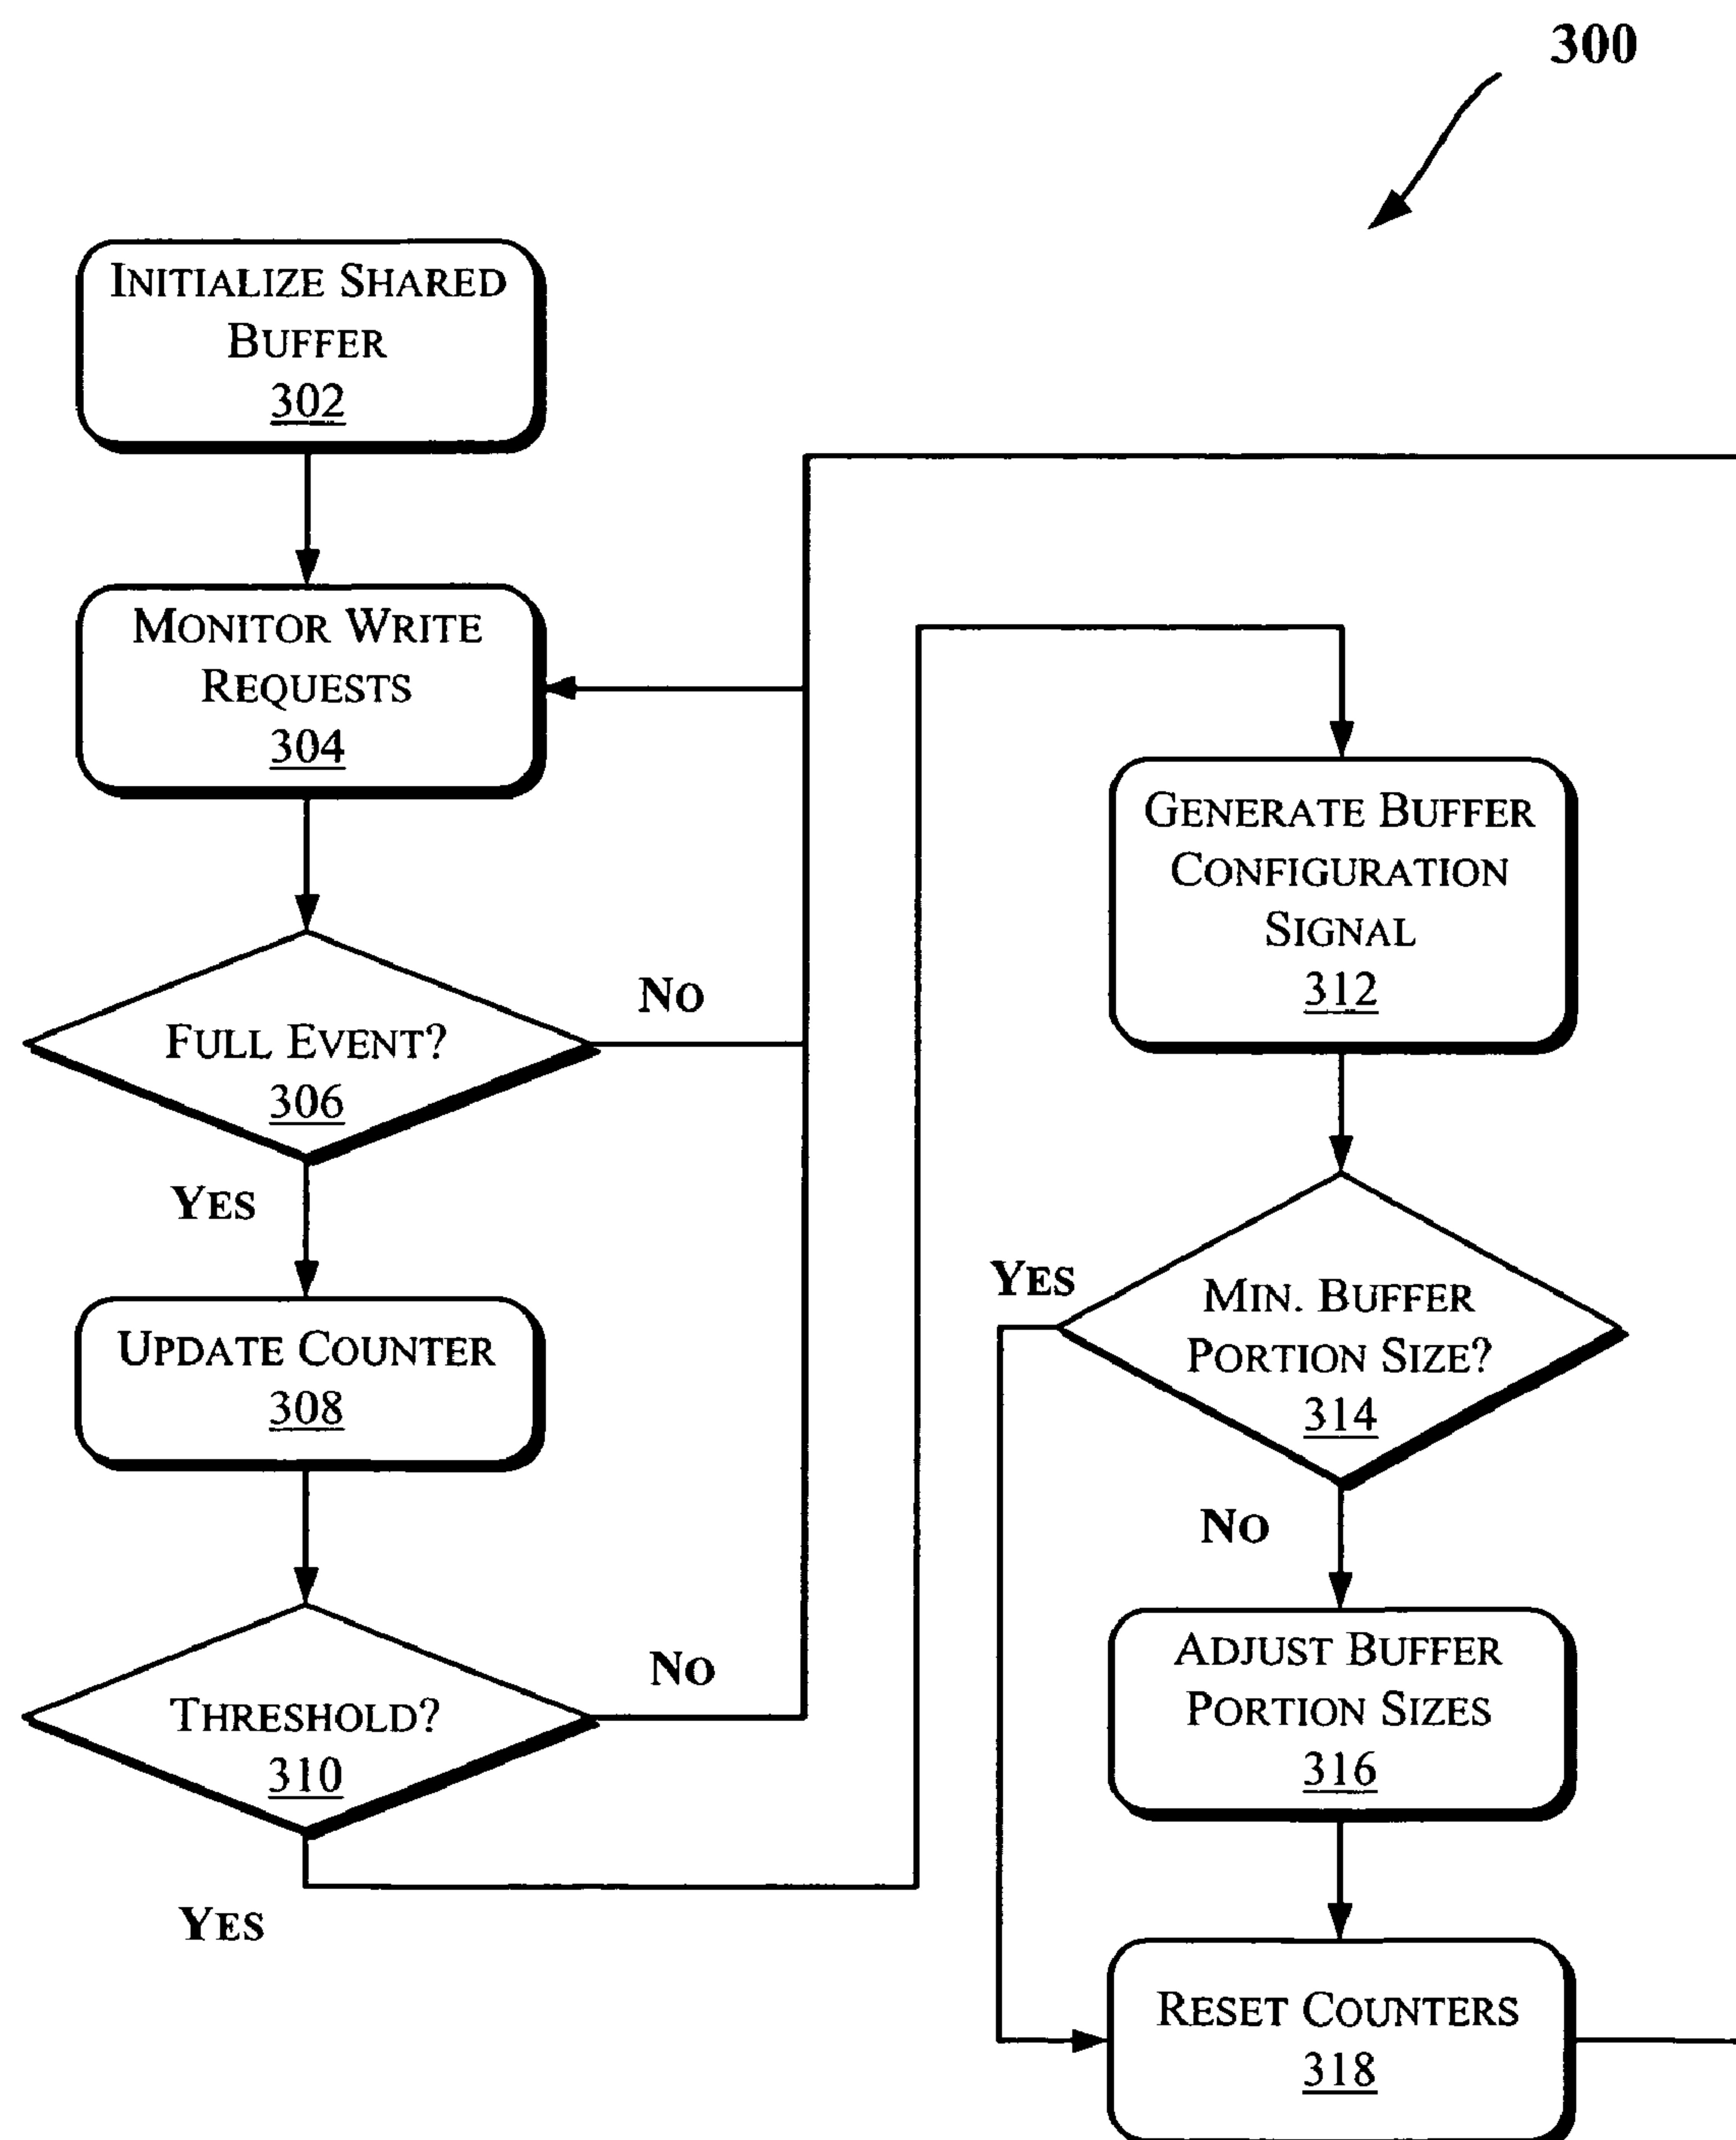 300
INITIALIZE SHARED
BUFFER
302
MONITOR WRITE
REQUESTS
304
FULL EVENT?
306
NO
YES
UPDATE COUNTER
308
THRESHOLD?
310
NO
YES
GENERATE BUFFER
CONFIGURATION
SIGNAL
312
MIN. BUFFER
PORTION SIZE?
314
YES
NO
ADJUST BUFFER
PORTION SIZES
316
RESET COUNTERS
318